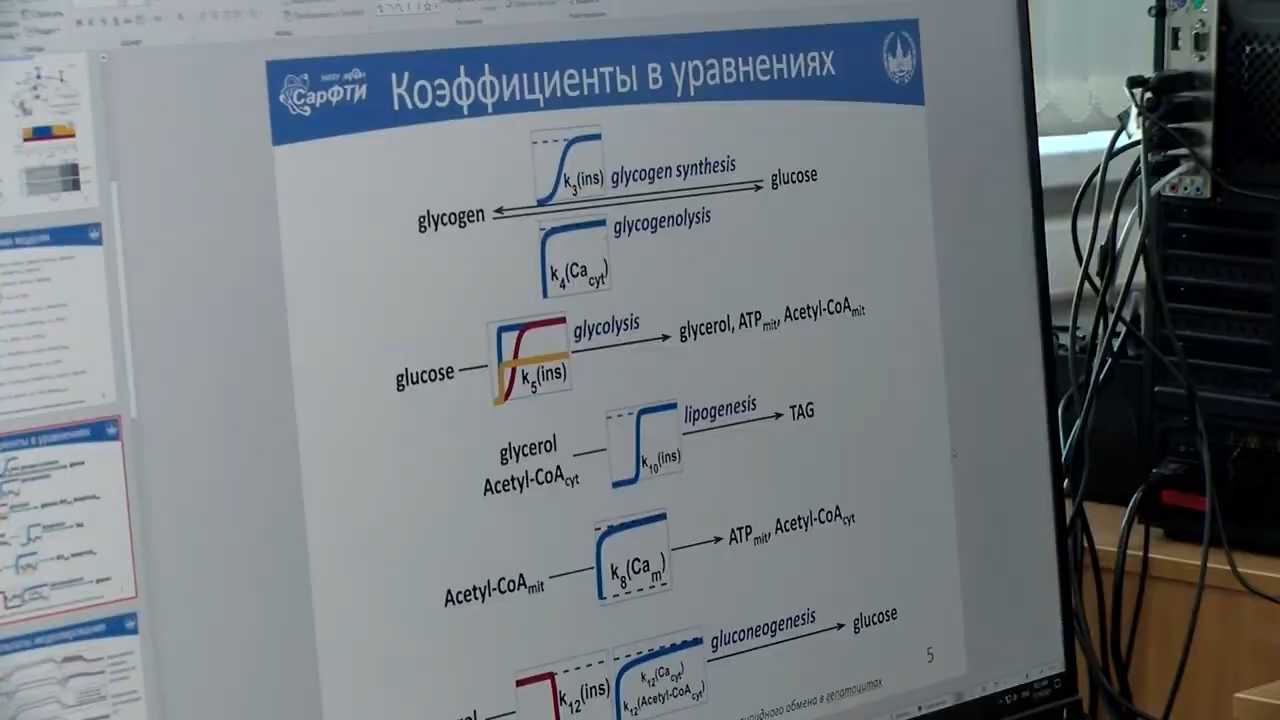 СарФТИ
Коэффициенты в уравнениях
k3(ins)
glycogen synthesis
glycogen
glucose
k4(Cacyt)
glycogenolysis
glucose
k5(ins)
glycolysis
glycerol, ATPmit, Acetyl-CoAmit
glycerol
Acetyl-CoAcyt
k10(ins)
lipogenesis
TAG
Acetyl-CoAmit
k8(Cam)
ATPmit, Acetyl-CoAcyt
k12(ins)
k12(Cacyt)
k12(Acetyl-CoAcyt)
gluconeogenesis
glucose
5
обмена в гепатоцитах